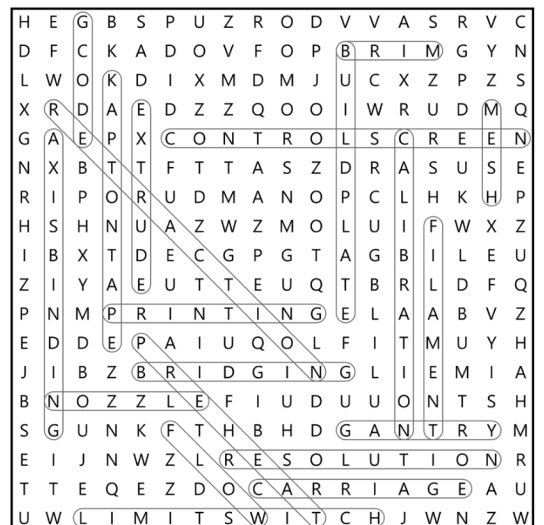 H E G B S P U Z R O D V V A S R V C
D F C K A D O V F O P B R I M G Y N
L W O K D I X M D M J U C X Z P Z S
X R D A E D Z Z Q O O I W R U D M Q
G A E P X C O N T R O L S C R E E N
N X B T T F T T A S Z D R A S U S E
R I P O R U D M A N O P C L H K H P
H S H N U A Z W Z M O L U I F W X Z
I B X T D E C G P G T A G B I L E U
Z I Y A E U T T E U Q T B R L D F Q
P N M P R I N T I N G E L A A B V Z
E D D E P A I U Q O L F I T M U Y H
J I B Z B R I D G I N G L I E M I A
B N O Z Z L E F I U D U U O N T S H
S G U N K F T H B H D G A N T R Y M
E I J N W Z L R E S O L U T I O N R
T T E Q E Z D O C A R R I A G E A U
U W L I M I T S W I T C H J W N Z W